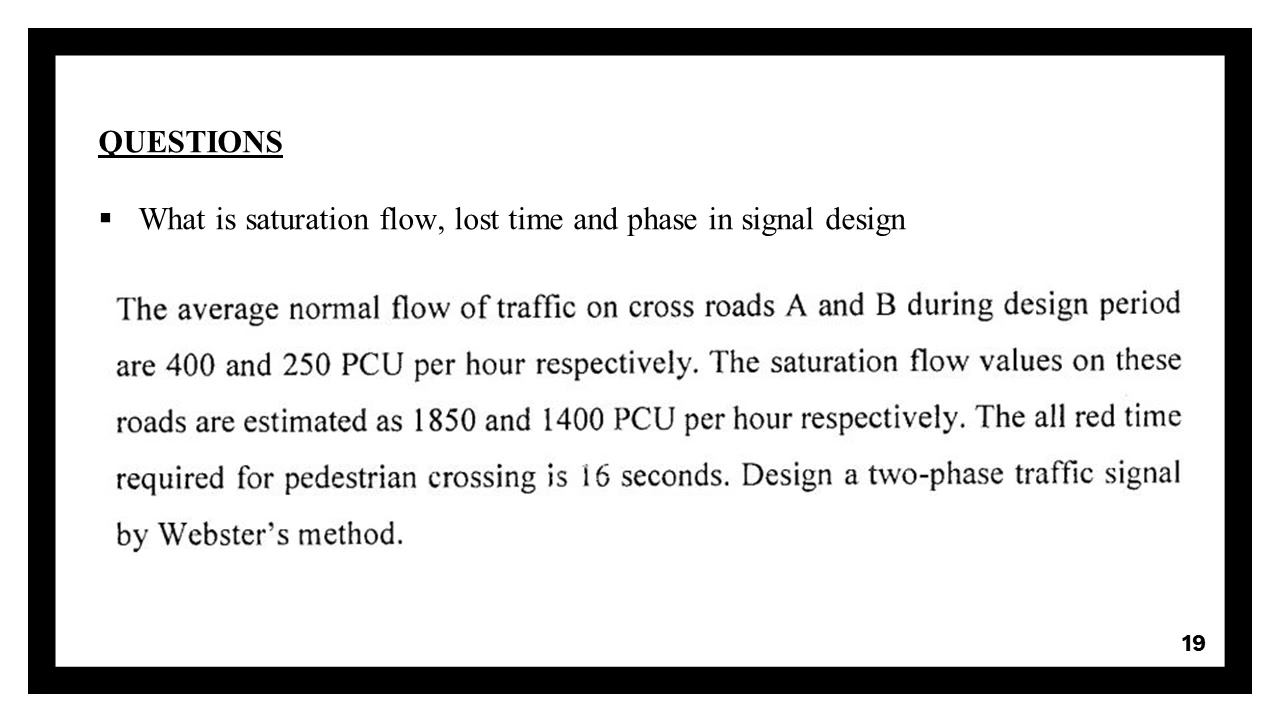 QUESTIONS
▪ What is saturation flow, lost time and phase in signal design
The average normal flow of traffic on cross roads A and B during design period
are 400 and 250 PCU per hour respectively. The saturation flow values on these
roads are estimated as 1850 and 1400 PCU per hour respectively. The all red time
required for pedestrian crossing is 16 seconds. Design a two-phase traffic signal
by Webster's method.
19